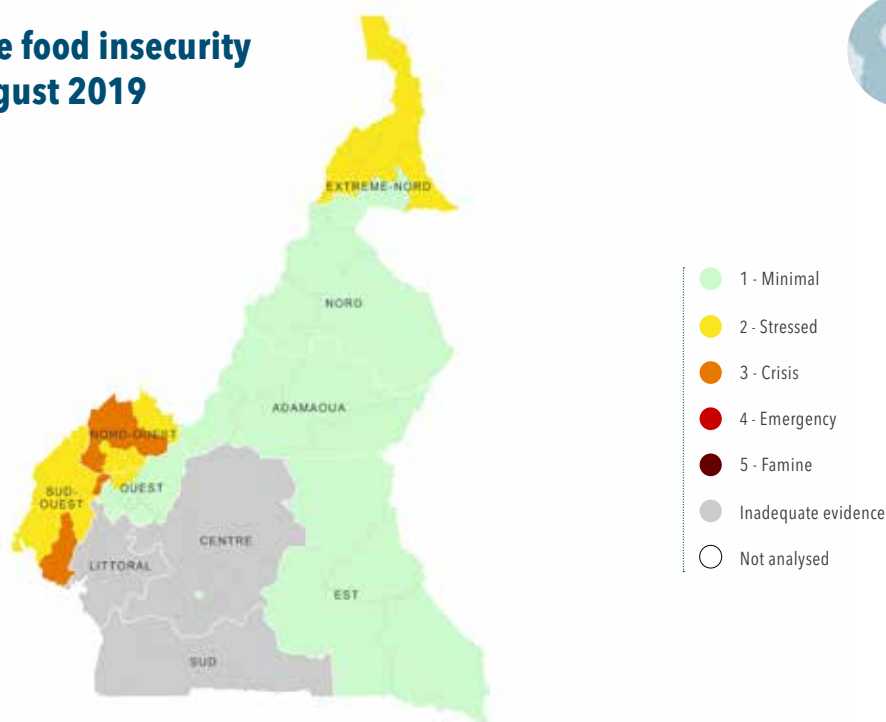 e food insecurity
gust 2019
EXTREME-NORD
NORD
ADAMAOUA
NORD-OUEST
OUEST
SUD-
OUEST
CENTRE
LITTORAL
EST
SUD
1 - Minimal
2 - Stressed
3 - Crisis
4 - Emergency
5 - Famine
Inadequate evidence
Not analysed